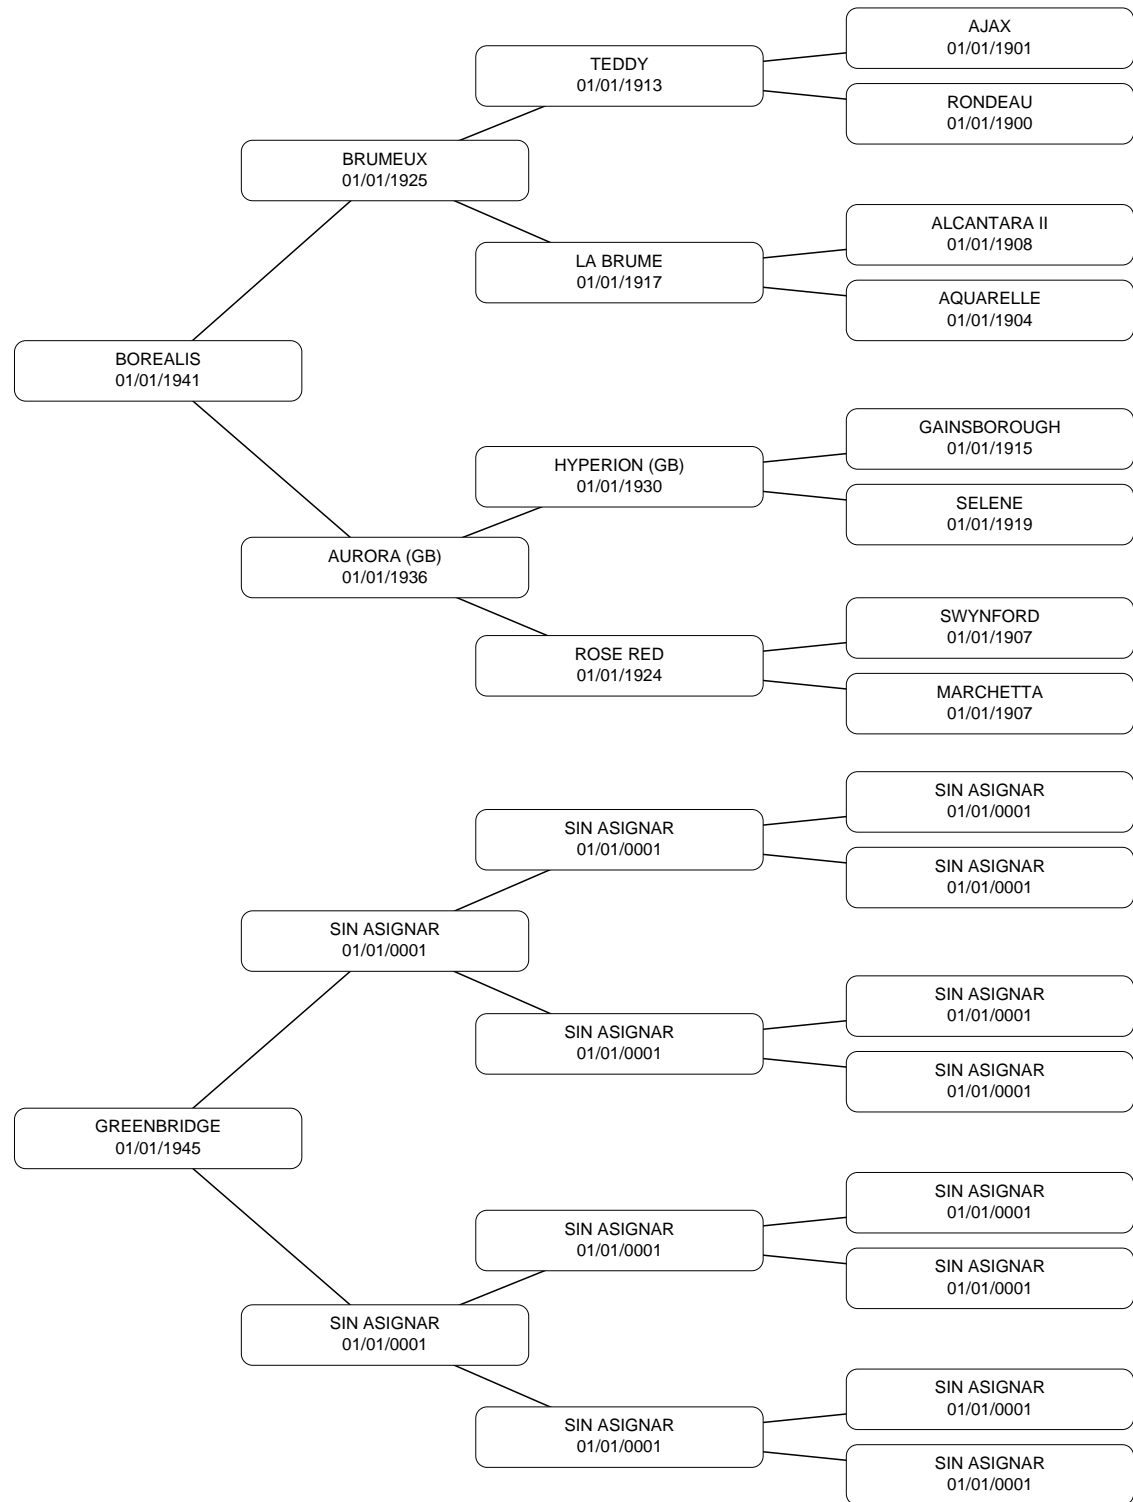 AJAX
01/01/1901
TEDDY
01/01/1913
RONDEAU
01/01/1900
BRUMEUX
01/01/1925
ALCANTARA II
01/01/1908
LA BRUME
01/01/1917
AQUARELLE
01/01/1904
BOREALIS
01/01/1941
GAINSBOROUGH
01/01/1915
HYPERION (GB)
01/01/1930
SELENE
01/01/1919
AURORA (GB)
01/01/1936
SWYNFORD
01/01/1907
ROSE RED
01/01/1924
MARCHETTA
01/01/1907
SIN ASIGNAR
01/01/0001
SIN ASIGNAR
01/01/0001
SIN ASIGNAR
01/01/0001
SIN ASIGNAR
01/01/0001
SIN ASIGNAR
01/01/0001
SIN ASIGNAR
01/01/0001
SIN ASIGNAR
01/01/0001
GREENBRIDGE
01/01/1945
SIN ASIGNAR
01/01/0001
SIN ASIGNAR
01/01/0001
SIN ASIGNAR
01/01/0001
SIN ASIGNAR
01/01/0001
SIN ASIGNAR
01/01/0001
SIN ASIGNAR
01/01/0001
SIN ASIGNAR
01/01/0001